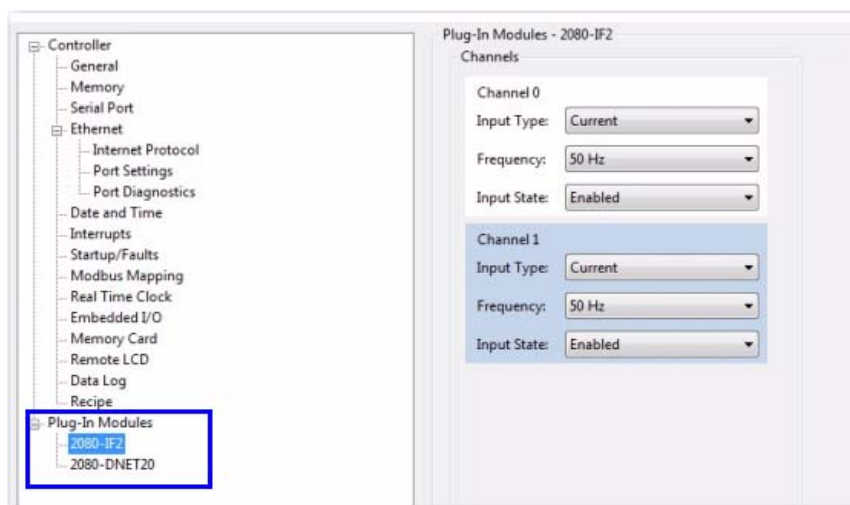 Controller
General
Memory
Serial Port
Ethernet
Internet Protocol
Port Settings
Port Diagnostics
Date and Time
Interrupts
Startup/Faults
Modbus Mapping
Real Time Clock
Embedded I/O
Memory Card
Remote LCD
Data Log
Recipe
Plug-In Modules
2080-IF2
2080-DNET20
Plug-In Modules - 2080-IF2
Channels
Channel 0
Input Type: Current
Frequency: 50 Hz
Input State: Enabled
Channel 1
Input Type: Current
Frequency: 50 Hz
Input State: Enabled